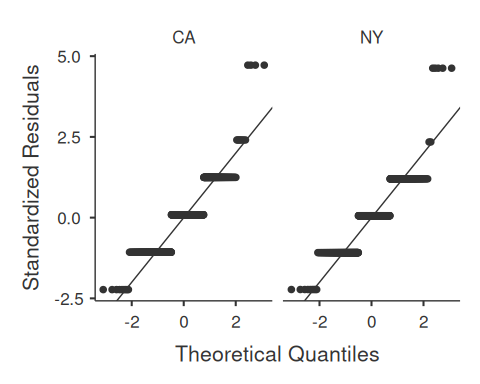 CA NY
5.0
2.5
0.0
-2.5
-2 0 2 -2 0 2
Theoretical Quantiles
Standardized Residuals